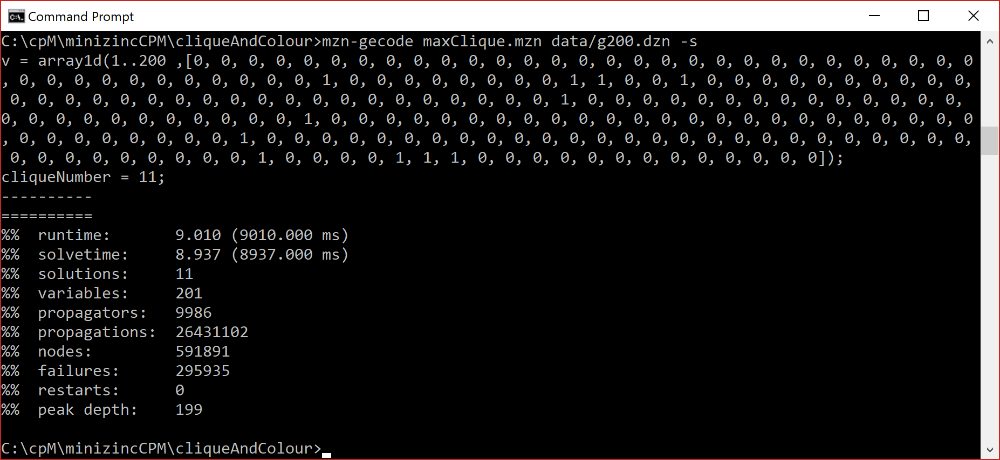 Command Prompt
C:\cpM\minizincCPM\cliqueAndColour>mzn-gecode maxClique.mzn data/g200.dzn -s
v = array1d(1..200 ,[0, 0, 0, 0, 0, 0, 0, 0, 0, 0, 0, 0, 0, 0, 0, 0, 0, 0, 0, 0, 0, 0, 0, 0, 0, 0, 0, 0, 0
, 0, 0, 0, 0, 0, 0, 0, 0, 0, 0, 0, 1, 0, 0, 0, 0, 0, 0, 0, 0, 1, 1, 0, 0, 1, 0, 0, 0, 0, 0, 0, 0, 0, 0, 0,
0, 0, 0, 0, 0, 0, 0, 0, 0, 0, 0, 0, 0, 0, 0, 0, 0, 0, 0, 0, 1, 0, 0, 0, 0, 0, 0, 0, 0, 0, 0, 0, 0, 0, 0,
0, 0, 0, 0, 0, 0, 0, 0, 0, 0, 0, 1, 0, 0, 0, 0, 0, 0, 0, 0, 0, 0, 0, 0, 0, 0, 0, 0, 0, 0, 0, 0, 0, 0, 0, 0
, 0, 0, 0, 0, 0, 0, 0, 0, 1, 0, 0, 0, 0, 0, 0, 0, 0, 0, 0, 0, 0, 0, 0, 0, 0, 0, 0, 0, 0, 0, 0, 0, 0, 0, 0,
0, 0, 0, 0, 0, 0, 0, 0, 0, 1, 0, 0, 0, 0, 1, 1, 1, 0, 0, 0, 0, 0, 0, 0, 0, 0, 0, 0, 0, 0]);
cliqueNumber = 11;
----------
==========
%%  runtime:       9.010 (9010.000 ms)
%%  solvetime:     8.937 (8937.000 ms)
%%  solutions:     11
%%  variables:     201
%%  propagators:   9986
%%  propagations:  26431102
%%  nodes:         591891
%%  failures:      295935
%%  restarts:      0
%%  peak depth:    199
C:\cpM\minizincCPM\cliqueAndColour>